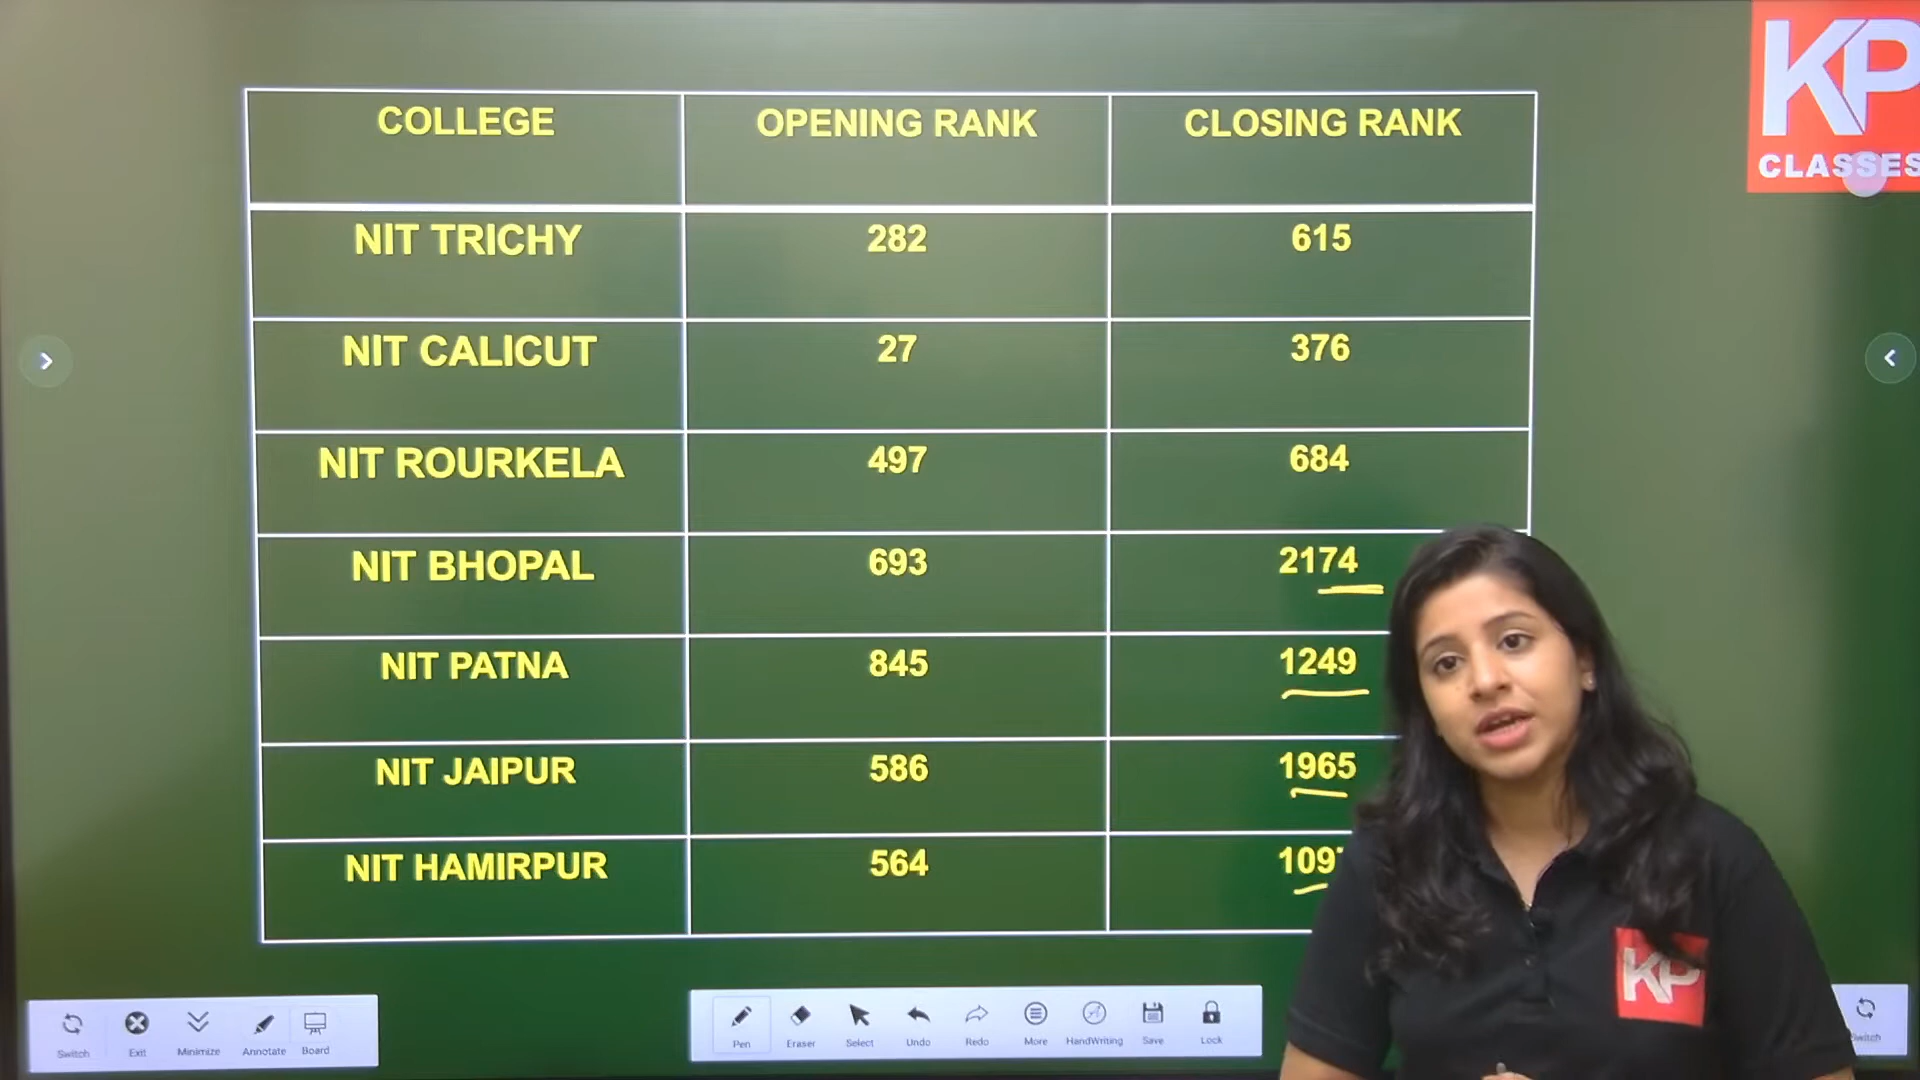 KP
CLASSES
COLLEGE OPENING RANK CLOSING RANK
NIT TRICHY 282 615
NIT CALICUT 27 376
NIT ROURKELA 497 684
NIT BHOPAL 693 2174
NIT PATNA 845 1249
NIT JAIPUR 586 1965
NIT HAMIRPUR 564
KP
Switch Exit Minimize Annotate Board
Pen Eraser Select Undo Redo More HandWriting Save Lock
Switch